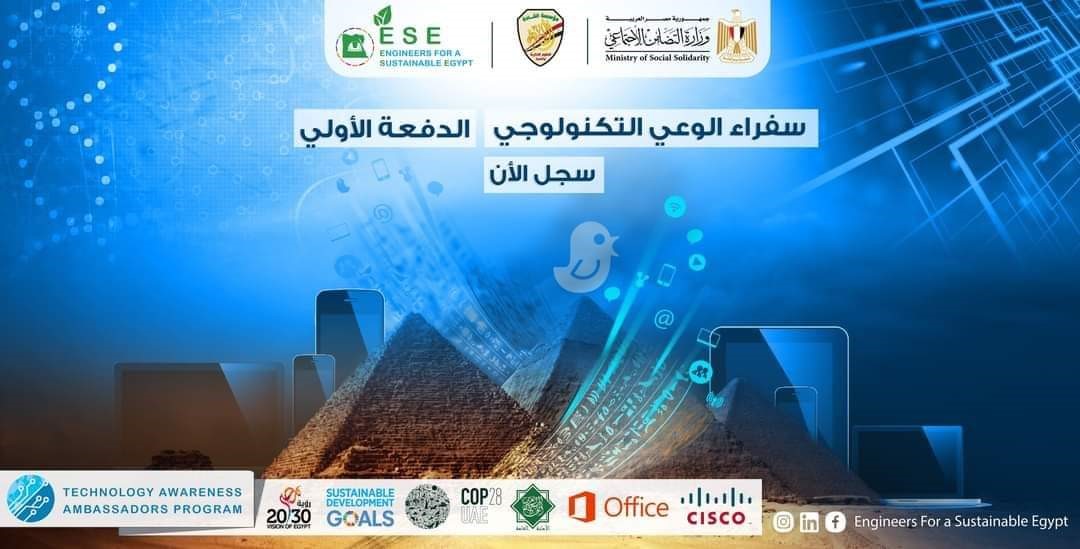 ESE
ENGINEERS FOR A
SUSTAINABLE EGYPT
جمهورية مصر العربية
وزارة التضامن الاجتماعي
Ministry of Social Solidarity
سفراء الوعي التكنولوجي
الدفعة الأولي
سجل الأن
TECHNOLOGY AWARENESS
AMBASSADORS PROGRAM
رؤية
2030
VISION OF EGYPT
SUSTAINABLE
DEVELOPMENT
GOALS
COP28
UAE
Office
CISCO
Engineers For a Sustainable Egypt